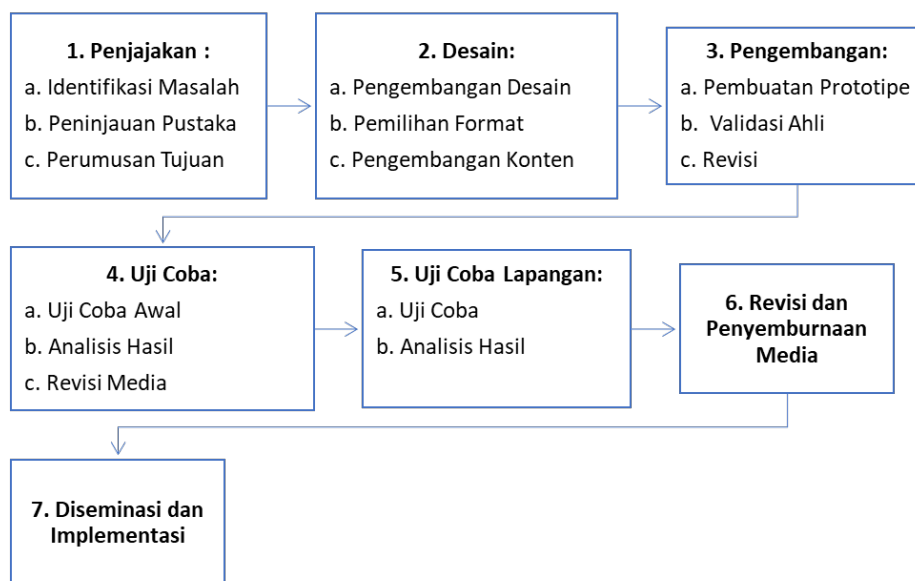 1. Penjajakan :
a. Identifikasi Masalah
b. Peninjauan Pustaka
c. Perumusan Tujuan
2. Desain:
a. Pengembangan Desain
b. Pemilihan Format
c. Pengembangan Konten
3. Pengembangan:
a. Pembuatan Prototipe
b. Validasi Ahli
c. Revisi
4. Uji Coba:
a. Uji Coba Awal
b. Analisis Hasil
c. Revisi Media
5. Uji Coba Lapangan:
a. Uji Coba
b. Analisis Hasil
6. Revisi dan
Penyemburnaan
Media
7. Diseminasi dan
Implementasi